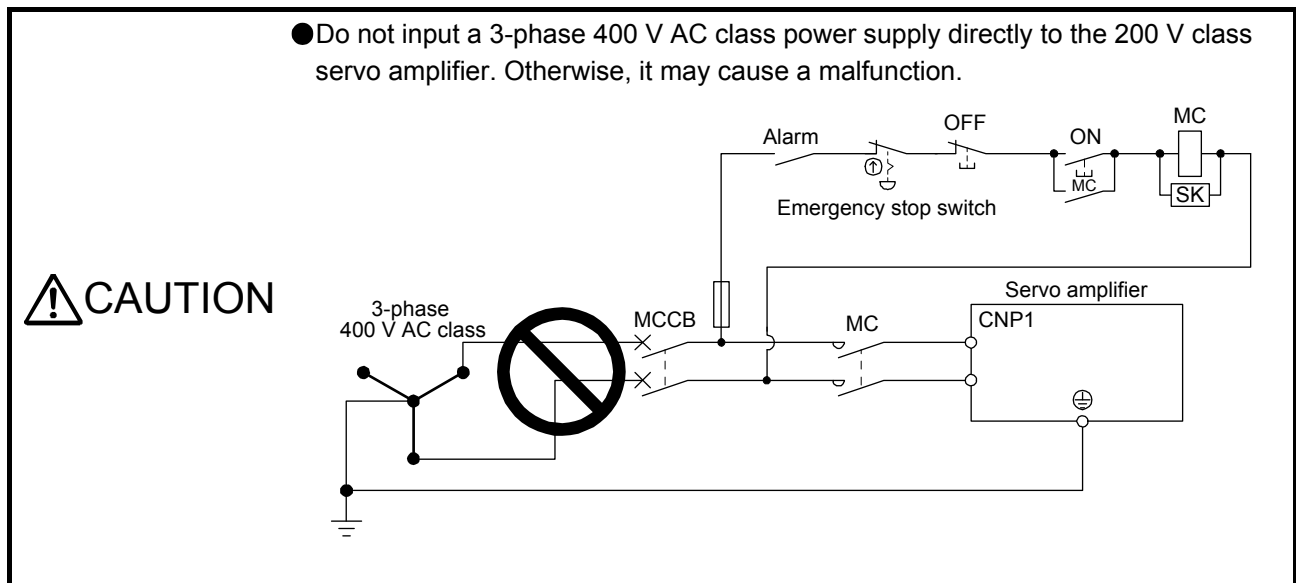 ●Do not input a 3-phase 400 V AC class power supply directly to the 200 V class
servo amplifier. Otherwise, it may cause a malfunction.
MC
OFF
ON
Alarm
MC
SK
Emergency stop switch
CAUTION
Servo amplifier
3-phase
400 V AC class
MCCB
MC
CNP1